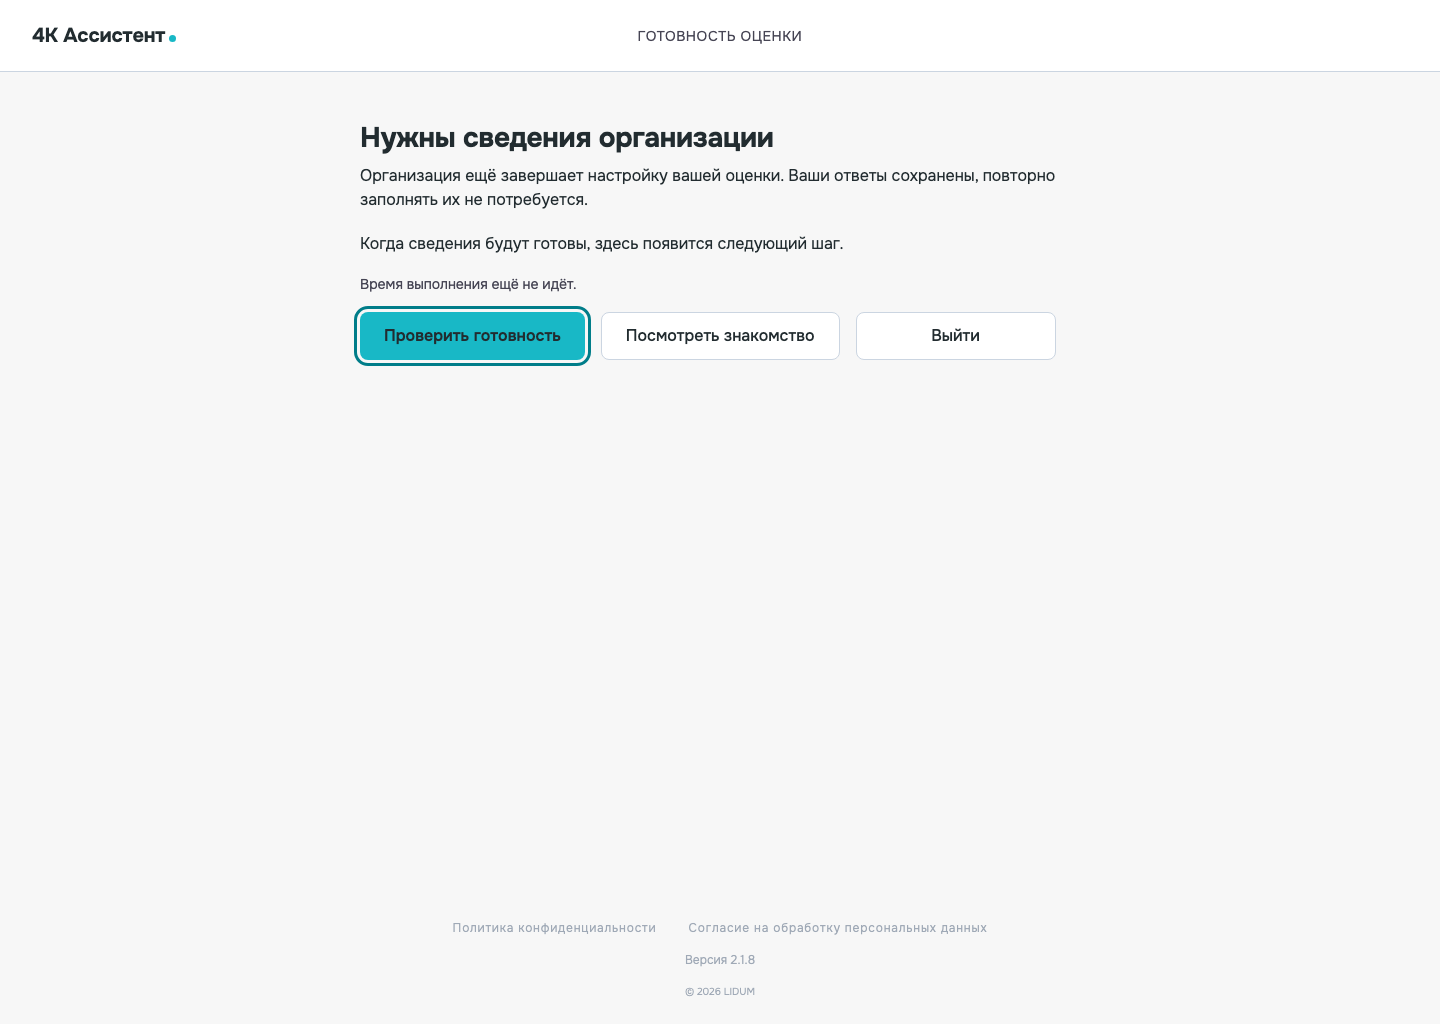 4К Ассистент
ГОТОВНОСТЬ ОЦЕНКИ
Нужны сведения организации
Организация ещё завершает настройку вашей оценки. Ваши ответы сохранены, повторно
заполнять их не потребуется.
Когда сведения будут готовы, здесь появится следующий шаг.
Время выполнения ещё не идёт.
Проверить готовность
Посмотреть знакомство
Выйти
Политика конфиденциальности
Согласие на обработку персональных данных
Версия 2.1.8
© 2026 LIDUM